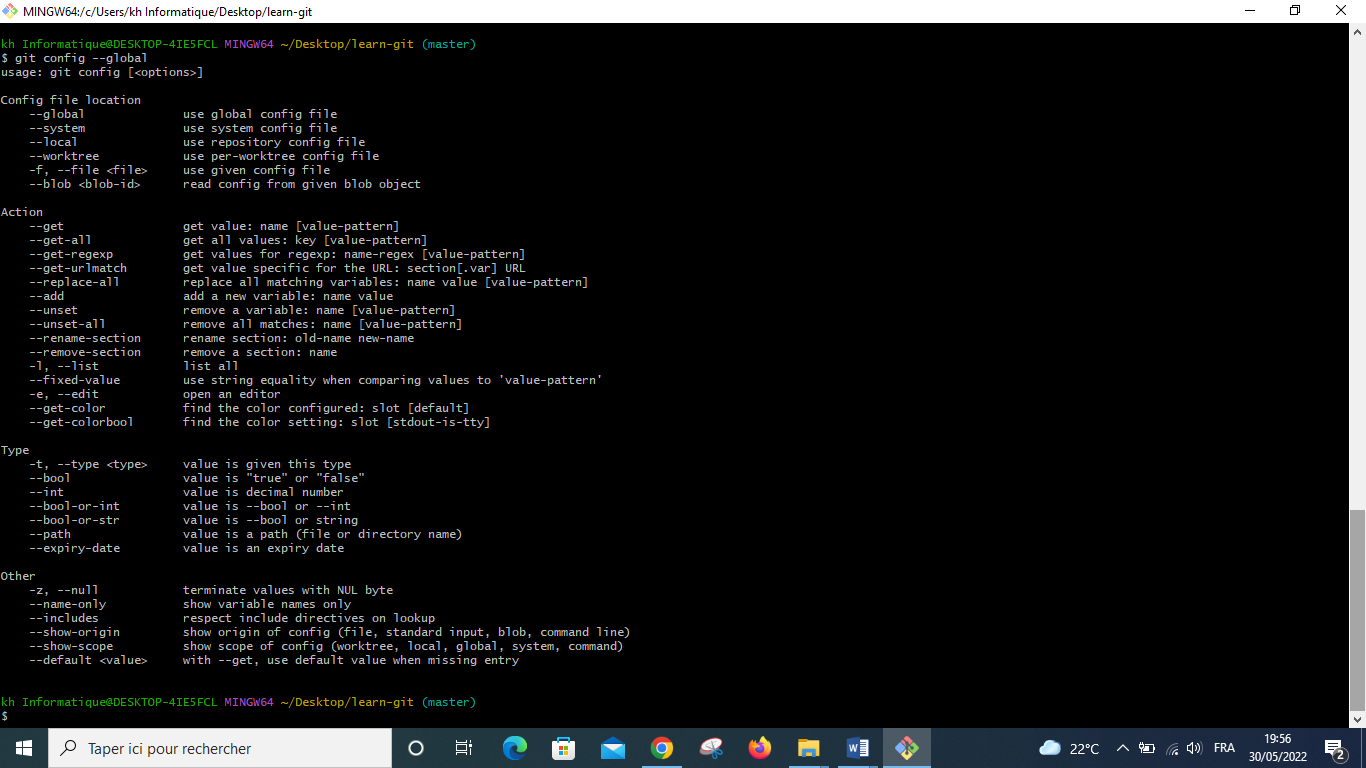 MINGW64:/c/Users/kh Informatique/Desktop/learn-git
kh Informatique@DESKTOP-4IE5FCL MINGW64 ~/Desktop/learn-git (master)
$ git config --global
usage: git config [<options>]
Config file location
--global use global config file
--system use system config file
--local use repository config file
--worktree use per-worktree config file
-f, --file <file> use given config file
--blob <blob-id> read config from given blob object
Action
--get get value: name [value-pattern]
--get-all get all values: key [value-pattern]
--get-regexp get values for regexp: name-regex [value-pattern]
--get-urlmatch get value specific for the URL: section[.var] URL
--replace-all replace all matching variables: name value [value-pattern]
--add add a new variable: name value
--unset remove a variable: name [value-pattern]
--unset-all remove all matches: name [value-pattern]
--rename-section rename section: old-name new-name
--remove-section remove a section: name
-l, --list list all
--fixed-value use string equality when comparing values to 'value-pattern'
-e, --edit open an editor
--get-color find the color configured: slot [default]
--get-colorbool find the color setting: slot [stdout-is-tty]
Type
-t, --type <type> value is given this type
--bool value is "true" or "false"
--int value is decimal number
--bool-or-int value is --bool or --int
--bool-or-str value is --bool or string
--path value is a path (file or directory name)
--expiry-date value is an expiry date
Other
-z, --null terminate values with NUL byte
--name-only show variable names only
--includes respect include directives on lookup
--show-origin show origin of config (file, standard input, blob, command line)
--show-scope show scope of config (worktree, local, global, system, command)
--default <value> with --get, use default value when missing entry
kh Informatique@DESKTOP-4IE5FCL MINGW64 ~/Desktop/learn-git (master)
$
Taper ici pour rechercher
22°C
FRA
19:56
30/05/2022
2